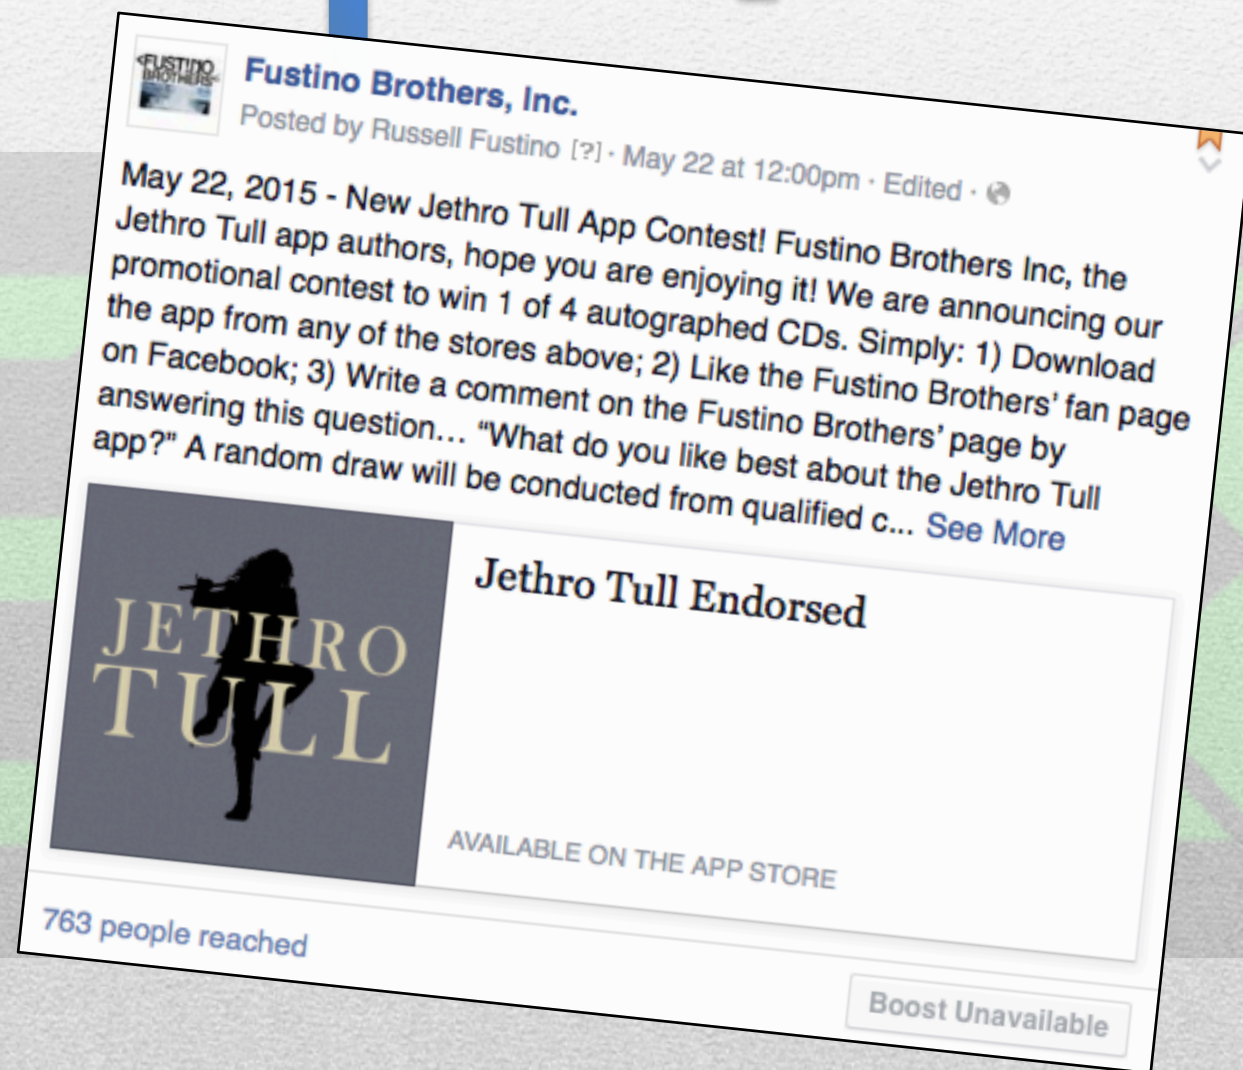 <FUSTINO
BROTHERS>
Fustino Brothers, Inc.
Posted by Russell Fustino [?] · May 22 at 12:00pm · Edited ·
May 22, 2015 - New Jethro Tull App Contest! Fustino Brothers Inc, the
Jethro Tull app authors, hope you are enjoying it! We are announcing our
promotional contest to win 1 of 4 autographed CDs. Simply: 1) Download
the app from any of the stores above; 2) Like the Fustino Brothers’ fan page
on Facebook; 3) Write a comment on the Fustino Brothers’ page by
answering this question… “What do you like best about the Jethro Tull
app?” A random draw will be conducted from qualified c... See More
JETHRO
TULL
Jethro Tull Endorsed
AVAILABLE ON THE APP STORE
763 people reached
Boost Unavailable